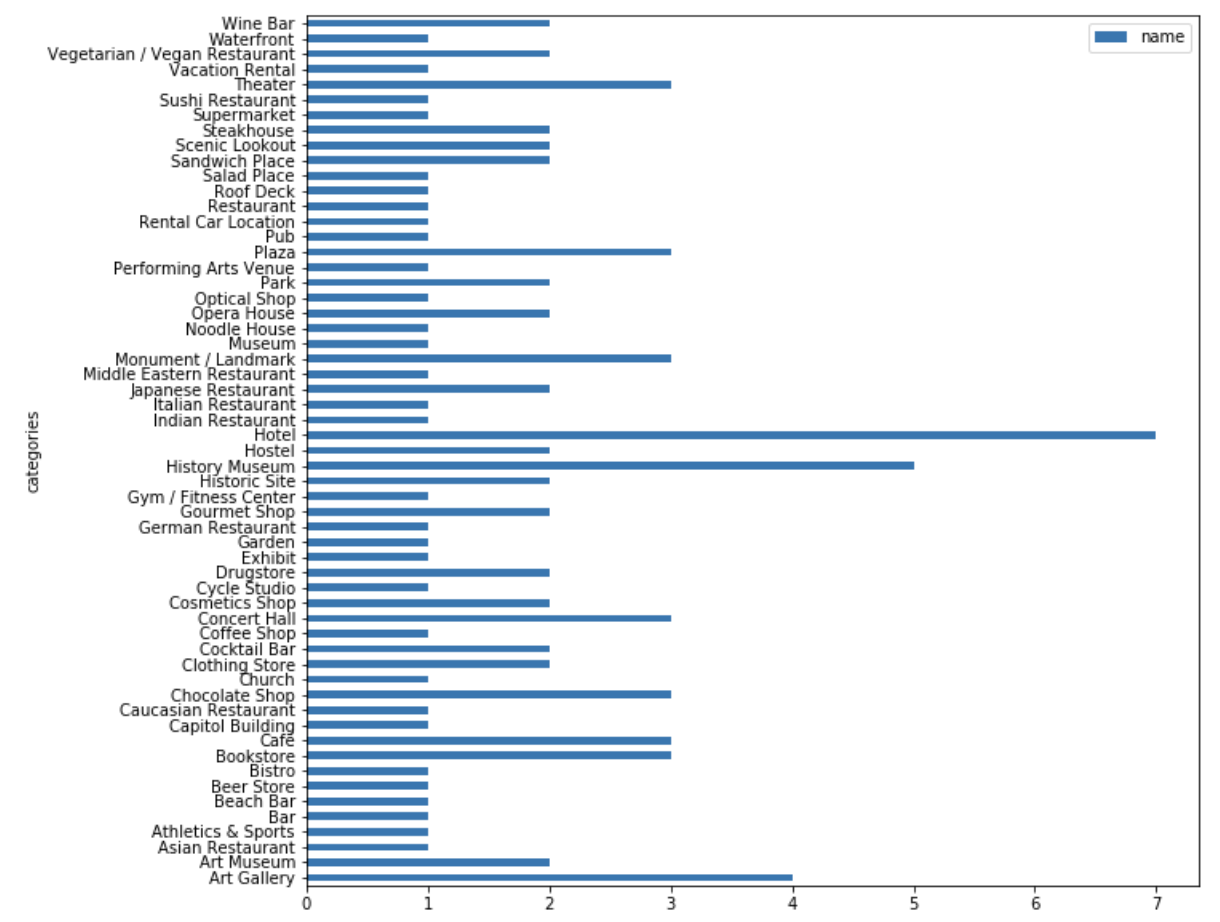 Wine Bar
name
Waterfront
Vegetarian / Vegan Restaurant
Vacation Rental
Theater
Sushi Restaurant
Supermarket
Steakhouse
Scenic Lookout
Sandwich Place
Salad Place
Roof Deck
Restaurant
Rental Car Location
Pub
Plaza
Performing Arts Venue
Park
Optical Shop
Opera House
Noodle House
Museum
Monument / Landmark
Middle Eastern Restaurant
Japanese Restaurant
Italian Restaurant
Indian Restaurant
Hotel
Hostel
History Museum
Historic Site
Gym / Fitness Center
Gourmet Shop
German Restaurant
Garden
Exhibit
Drugstore
Cycle Studio
Cosmetics Shop
Concert Hall
Coffee Shop
Cocktail Bar
Clothing Store
Church
Chocolate Shop
Caucasian Restaurant
Capitol Building
Café
Bookstore
Bistro
Beer Store
Beach Bar
Bar
Athletics & Sports
Asian Restaurant
Art Museum
Art Gallery
categories
0 1 2 3 4 5 6 7